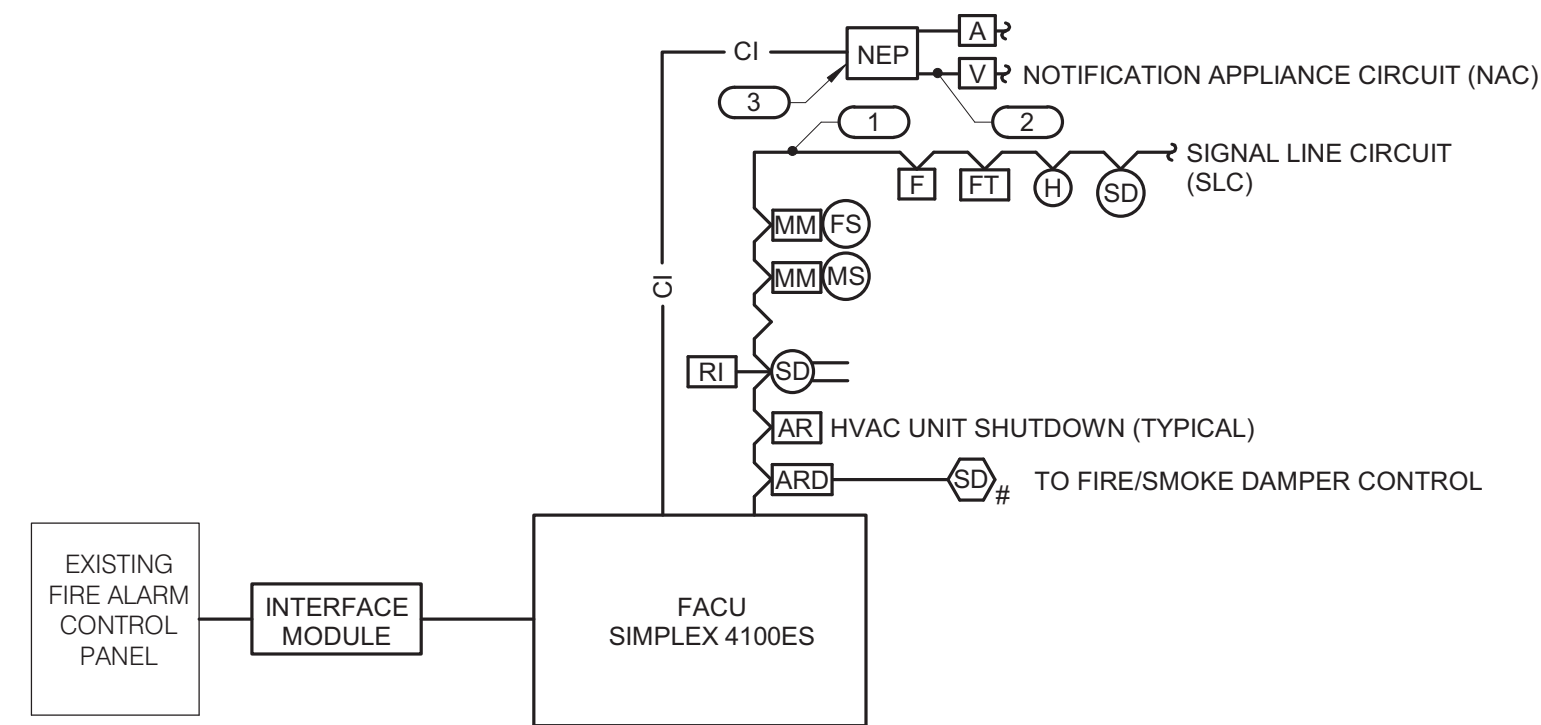 A
CI
NEP
V
NOTIFICATION APPLIANCE CIRCUIT (NAC)
3
1
2
SIGNAL LINE CIRCUIT
(SLC)
F
FT
H
SD
MM
FS
CI
MM
MS
RI
SD
AR
HVAC UNIT SHUTDOWN (TYPICAL)
ARD
SD
#
TO FIRE/SMOKE DAMPER CONTROL
EXISTING
FIRE ALARM
CONTROL
PANEL
INTERFACE
MODULE
FACU
SIMPLEX 4100ES